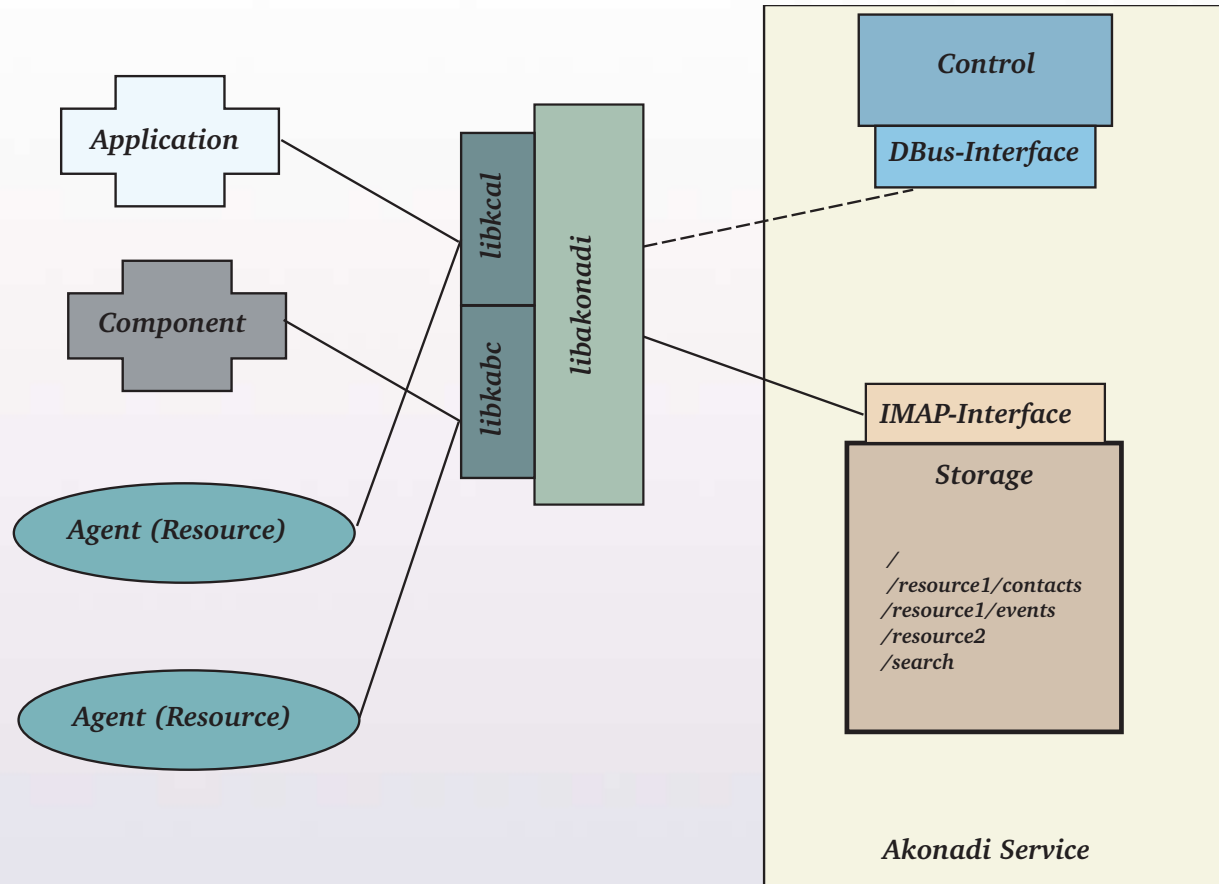 Control
DBus-Interface
Application
Component
libkcal
libkabc
libakonadi
Agent (Resource)
Agent (Resource)
IMAP-Interface
Storage
/
/resource1/contacts
/resource1/events
/resource2
/search
Akonadi Service